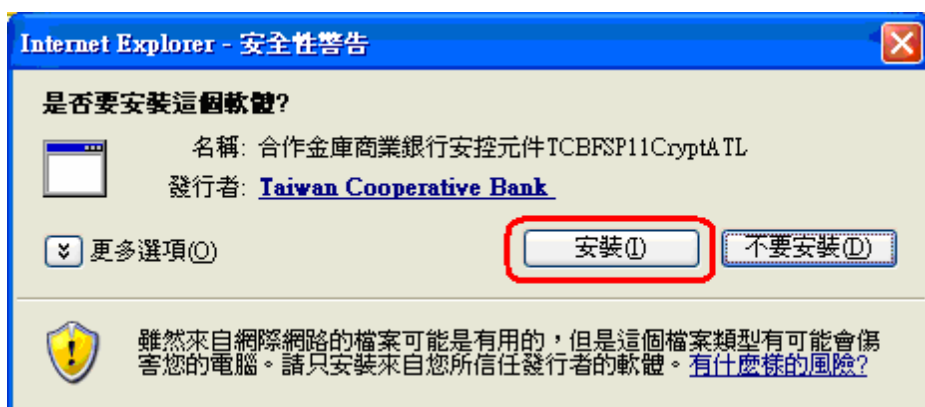 Internet Explorer - 安全性警告
是否要安裝這個軟體?
名稱: 合作金庫商業銀行安控元件TCBFSP11CryptATL
發行者: Taiwan Cooperative Bank
更多選項(O)
安裝(I)
不要安裝(D)
雖然來自網際網路的檔案可能是有用的，但是這個檔案類型有可能會傷
害您的電腦。請只安裝來自您所信任發行者的軟體。有什麼樣的風險?